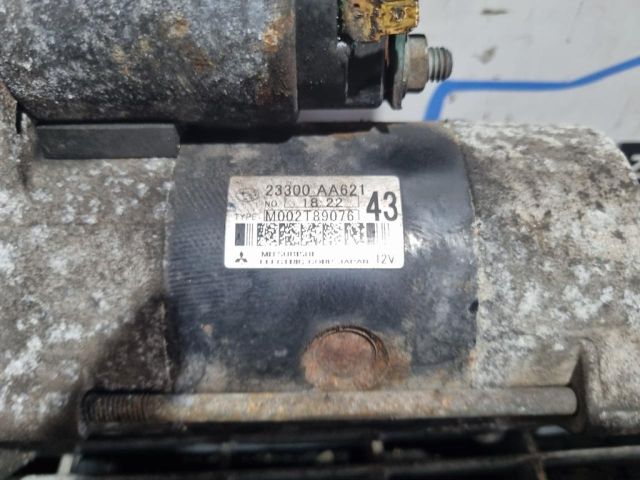 23300 AA621
NO. 18.22
TYPE M002T89076
43
MITSUBISHI
ELECTRIC CORP. JAPAN 12V